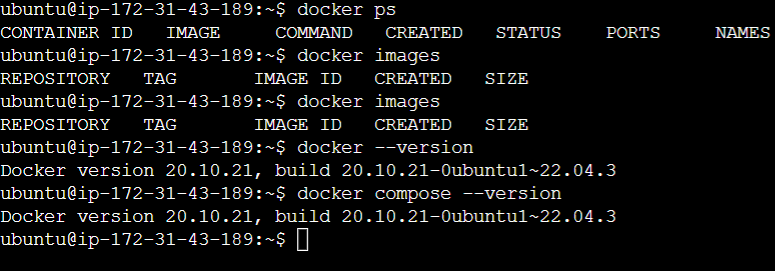 ubuntu@ip-172-31-43-189:~$ docker ps
CONTAINER ID   IMAGE     COMMAND   CREATED   STATUS    PORTS     NAMES
ubuntu@ip-172-31-43-189:~$ docker images
REPOSITORY   TAG       IMAGE ID   CREATED   SIZE
ubuntu@ip-172-31-43-189:~$ docker images
REPOSITORY   TAG       IMAGE ID   CREATED   SIZE
ubuntu@ip-172-31-43-189:~$ docker --version
Docker version 20.10.21, build 20.10.21-0ubuntu1~22.04.3
ubuntu@ip-172-31-43-189:~$ docker compose --version
Docker version 20.10.21, build 20.10.21-0ubuntu1~22.04.3
ubuntu@ip-172-31-43-189:~$